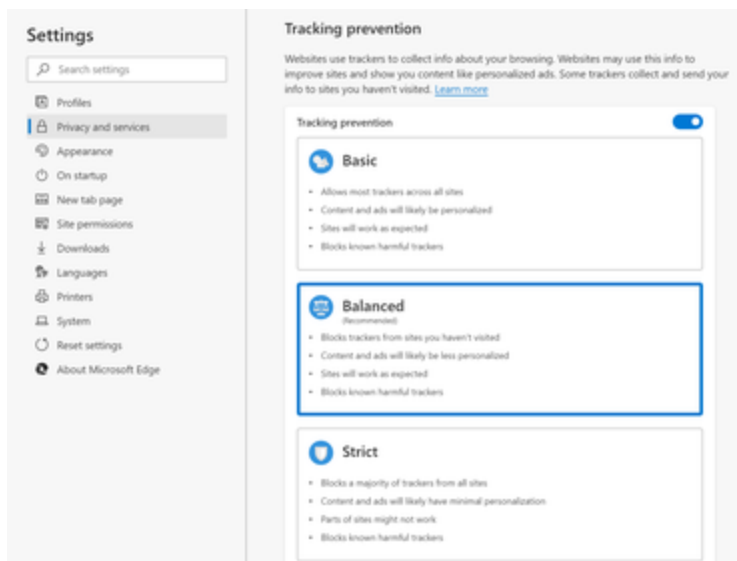 Settings
Search settings
Profiles
Privacy and services
Appearance
On startup
New tab page
Site permissions
Downloads
Languages
Printers
System
Reset settings
About Microsoft Edge
Tracking prevention
Websites use trackers to collect info about your browsing. Websites may use this info to
improve sites and show you content like personalized ads. Some trackers collect and send your
info to sites you haven't visited. Learn more
Tracking prevention
Basic
• Allows most trackers across all sites
• Content and ads will likely be personalized
• Sites will work as expected
• Blocks known harmful trackers
Balanced
(Recommended)
• Blocks trackers from sites you haven't visited
• Content and ads will likely be less personalized
• Sites will work as expected
• Blocks known harmful trackers
Strict
• Blocks a majority of trackers from all sites
• Content and ads will likely have minimal personalization
• Parts of sites might not work
• Blocks known harmful trackers